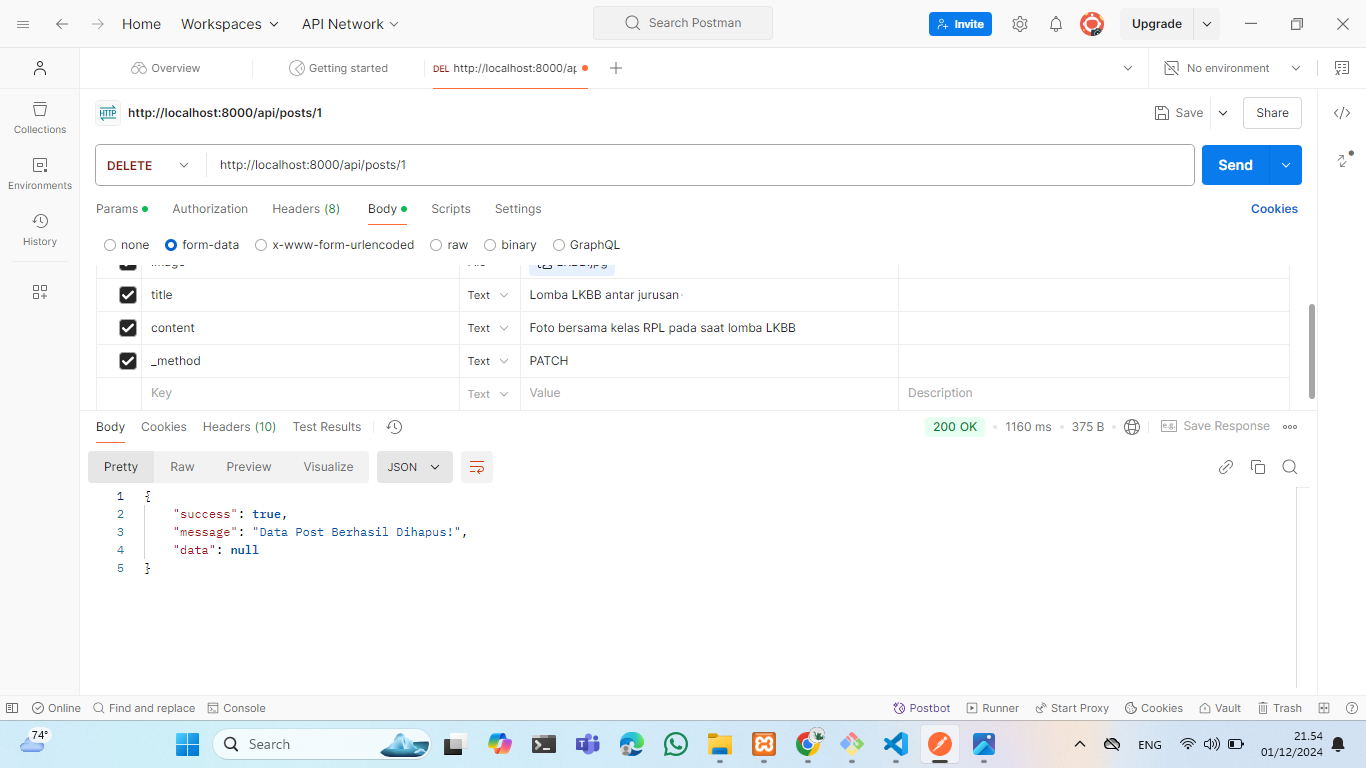 Home Workspaces API Network Search Postman Invite Upgrade
Overview Getting started DEL http://localhost:8000/ap No environment
HTTP http://localhost:8000/api/posts/1 Save Share
Collections
DELETE http://localhost:8000/api/posts/1 Send
Environments
Params Authorization Headers (8) Body Scripts Settings Cookies
History
none form-data x-www-form-urlencoded raw binary GraphQL
title Text Lomba LKBB antar jurusan
content Text Foto bersama kelas RPL pada saat lomba LKBB
_method Text PATCH
Key Text Value Description
Body Cookies Headers (10) Test Results 200 OK 1160 ms 375 B e.g. Save Response
Pretty Raw Preview Visualize JSON
1 {
2 "success": true,
3 "message": "Data Post Berhasil Dihapus!",
4 "data": null
5 }
Online Find and replace Console Postbot Runner Start Proxy Cookies Vault Trash
74° Search ENG 21.54
01/12/2024